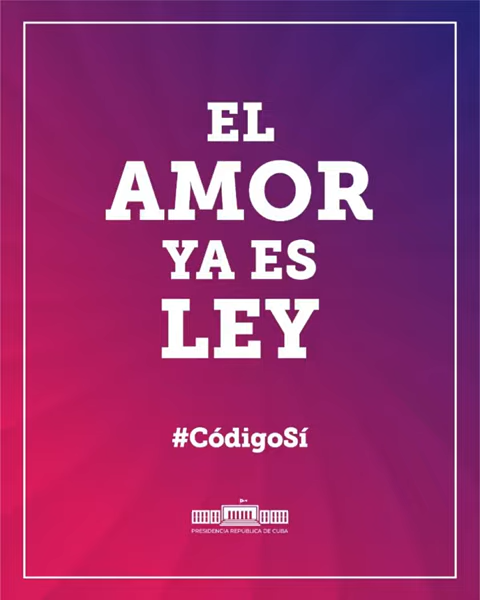 EL
AMOR
YA ES
LEY
#CódigoSí
PRESIDENCIA REPÚBLICA DE CUBA